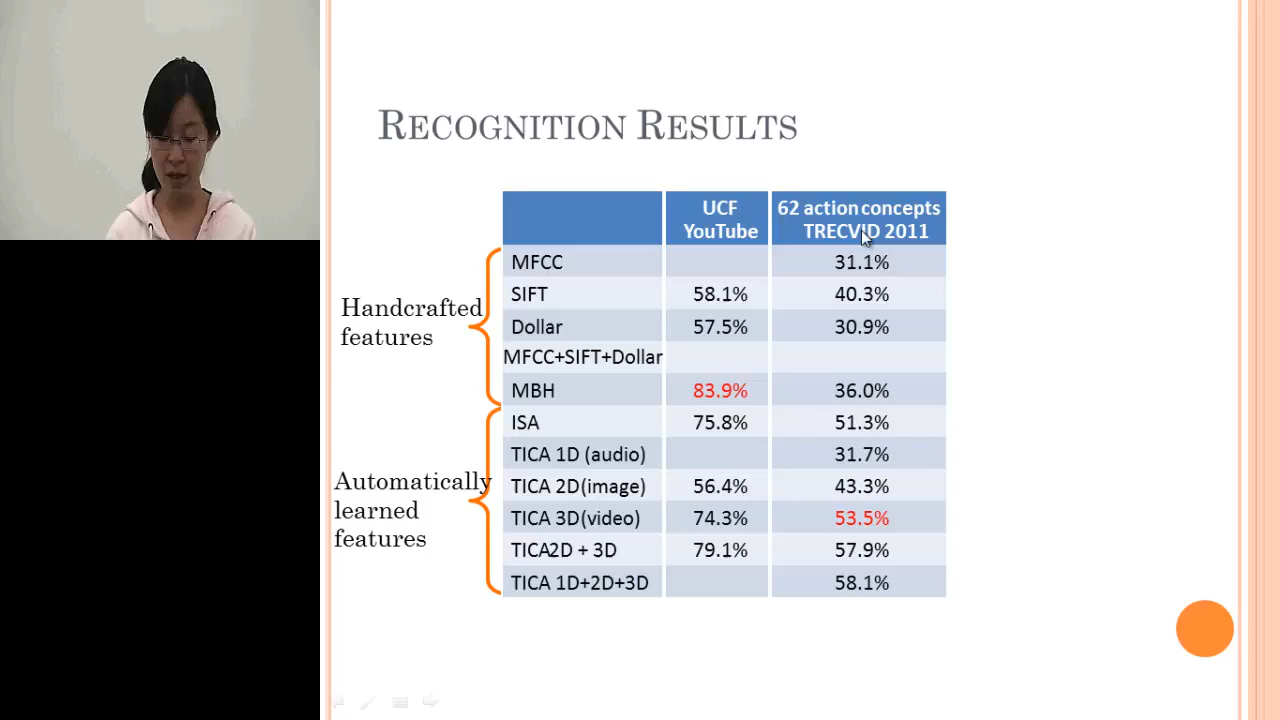 RECOGNITION RESULTS
UCF YouTube 62 action concepts TRECVID 2011
Handcrafted features
MFCC 31.1%
SIFT 58.1% 40.3%
Dollar 57.5% 30.9%
MFCC+SIFT+Dollar
MBH 83.9% 36.0%
Automatically learned features
ISA 75.8% 51.3%
TICA 1D (audio) 31.7%
TICA 2D(image) 56.4% 43.3%
TICA 3D(video) 74.3% 53.5%
TICA2D + 3D 79.1% 57.9%
TICA 1D+2D+3D 58.1%